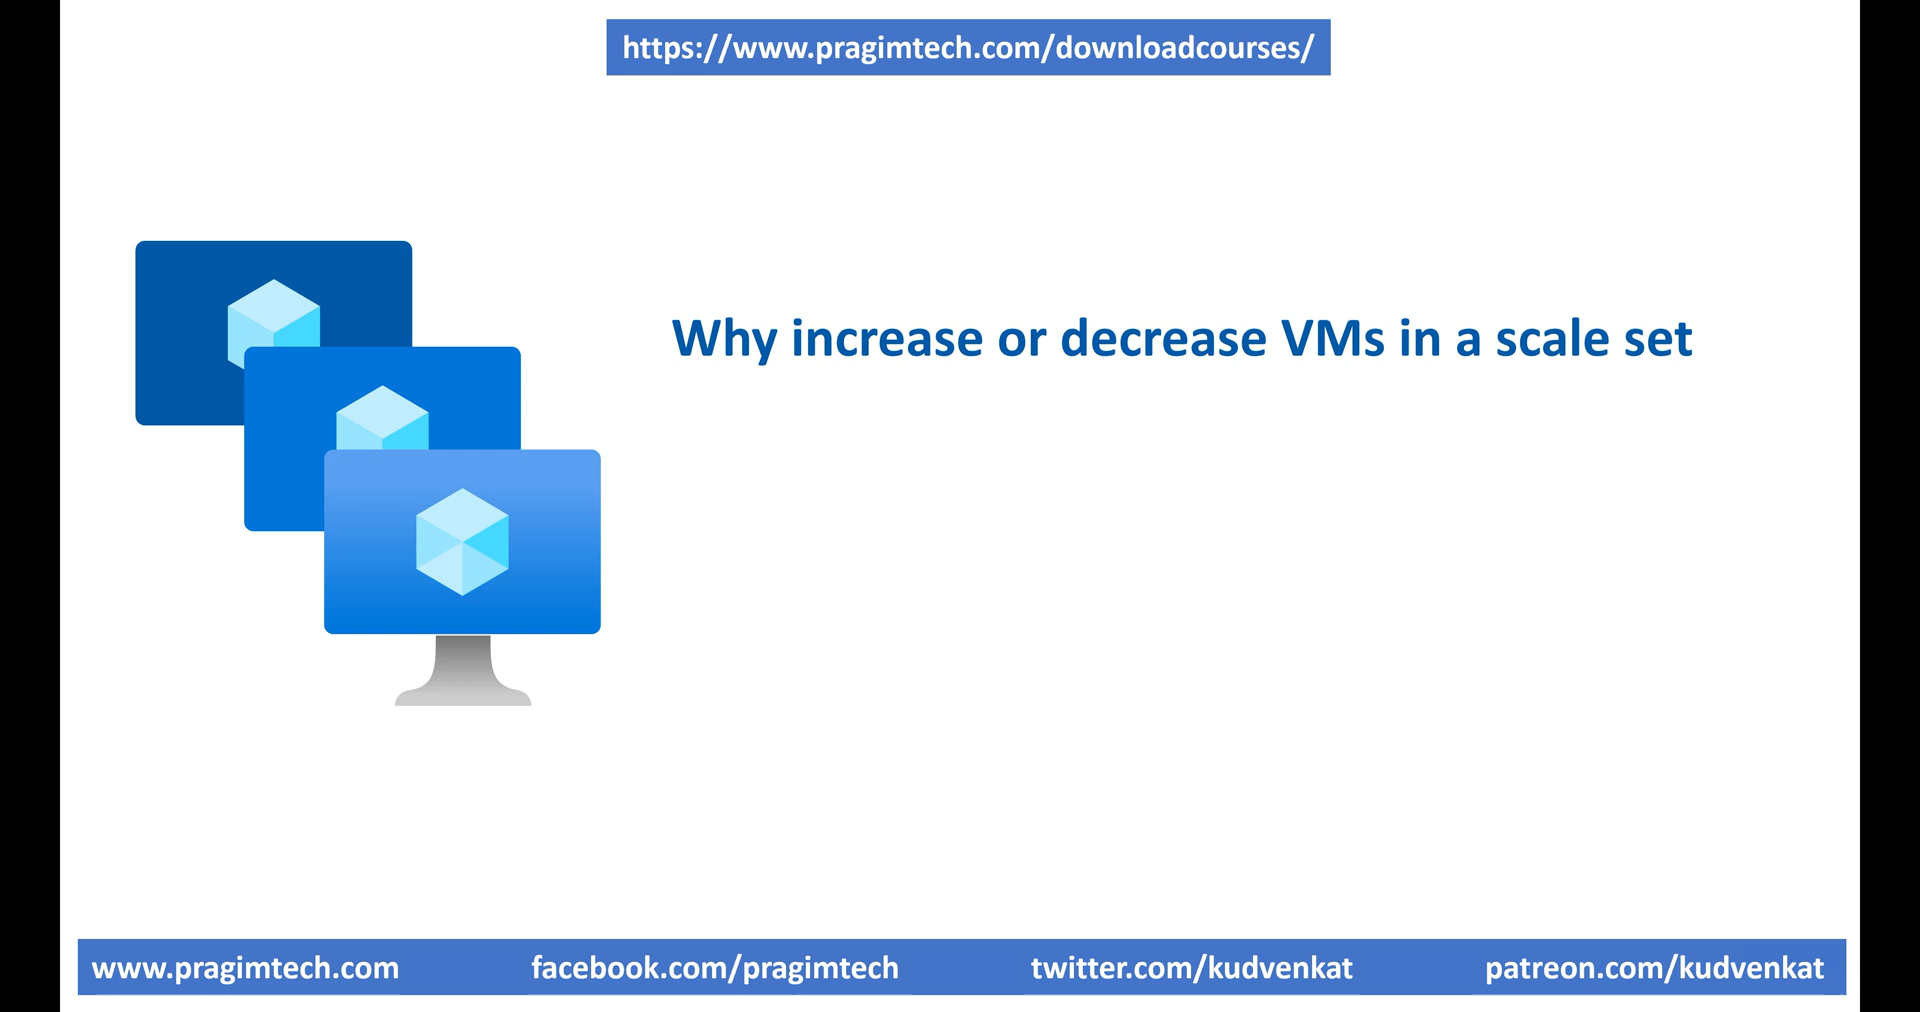 https://www.pragimtech.com/downloadcourses/
Why increase or decrease VMs in a scale set
www.pragimtech.com facebook.com/pragimtech twitter.com/kudvenkat patreon.com/kudvenkat